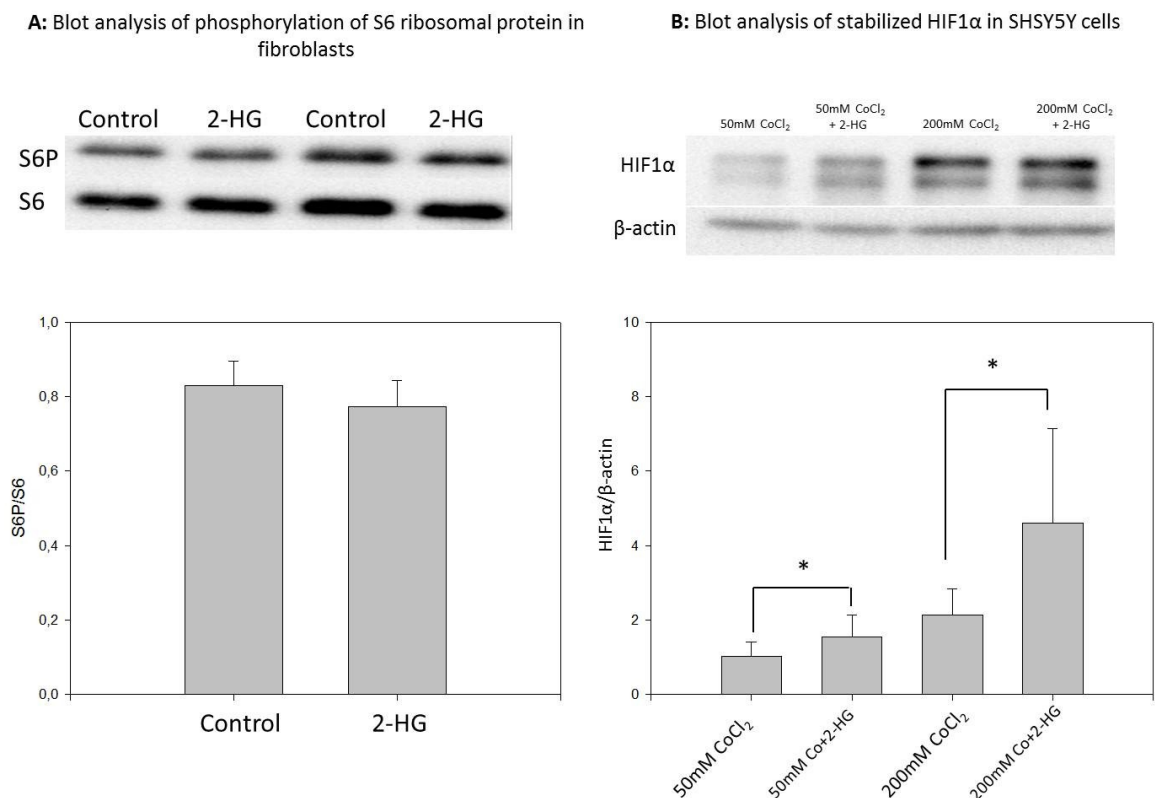 A: Blot analysis of phosphorylation of S6 ribosomal protein in
fibroblasts
Control 2-HG Control 2-HG
S6P
S6
1,0
0,8
0,6
0,4
0,2
0,0
S6P/S6
Control 2-HG
B: Blot analysis of stabilized HIF1α in SHSY5Y cells
50mM CoCl₂
50mM CoCl₂
+ 2-HG
200mM CoCl₂
200mM CoCl₂
+ 2-HG
HIF1α
β-actin
10
8
6
4
2
0
HIF1α/β-actin
*
*
50mM CoCl₂
50mM Co+2-HG
200mM CoCl₂
200mM Co+2-HG